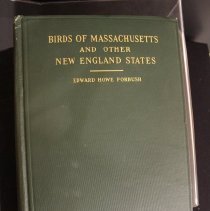 BIRDS OF MASSACHUSETTS
AND OTHER
NEW ENGLAND STATES
EDWARD HOWE FORBUSH